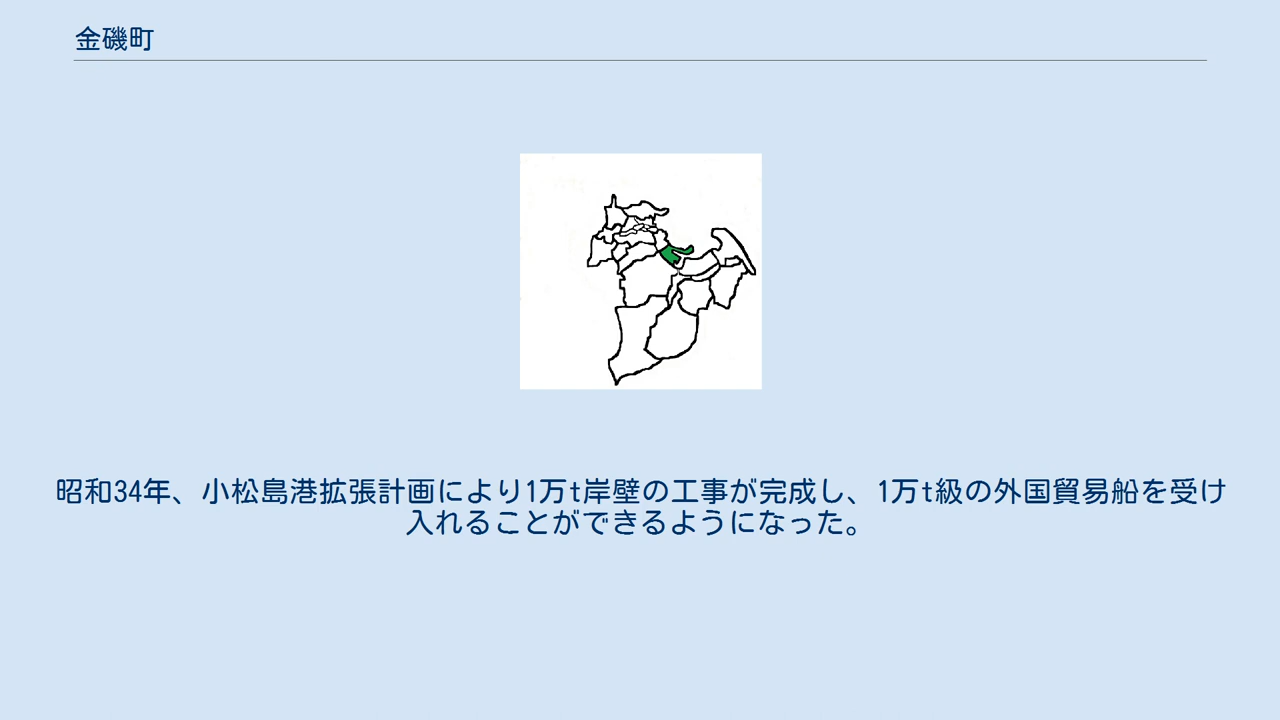 金磯町
昭和34年、小松島港拡張計画により1万t岸壁の工事が完成し、1万t級の外国貿易船を受け
入れることができるようになった。